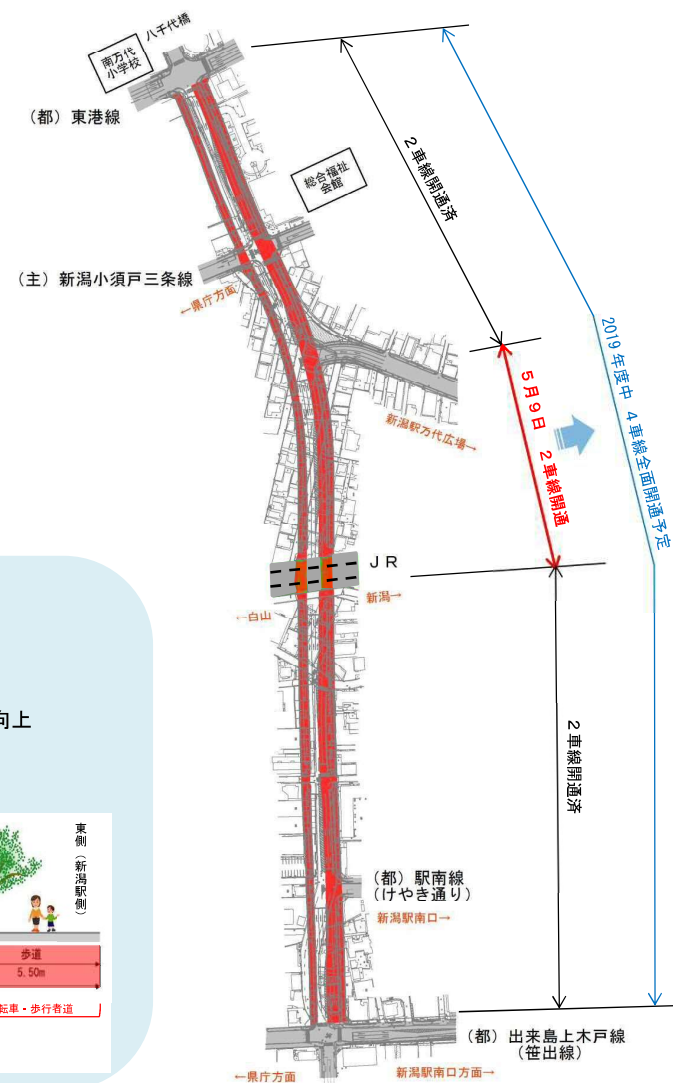 八千代橋
南万代
小学校
（都）東港線
2車線開通済
総合福祉
会館
（主）新潟小須戸三条線
←県庁方面
新潟駅万代広場→
5月9日　2車線開通
2019年度中　4車線全面開通予定
ＪＲ
←白山
新潟→
向上
2車線開通済
東側（新潟駅側）
（都）駅南線
（けやき通り）
新潟駅南口→
歩道
5.50m
転車・歩行者道
（都）出来島上木戸線
（笹出線）
←県庁方面
新潟駅南口方面→